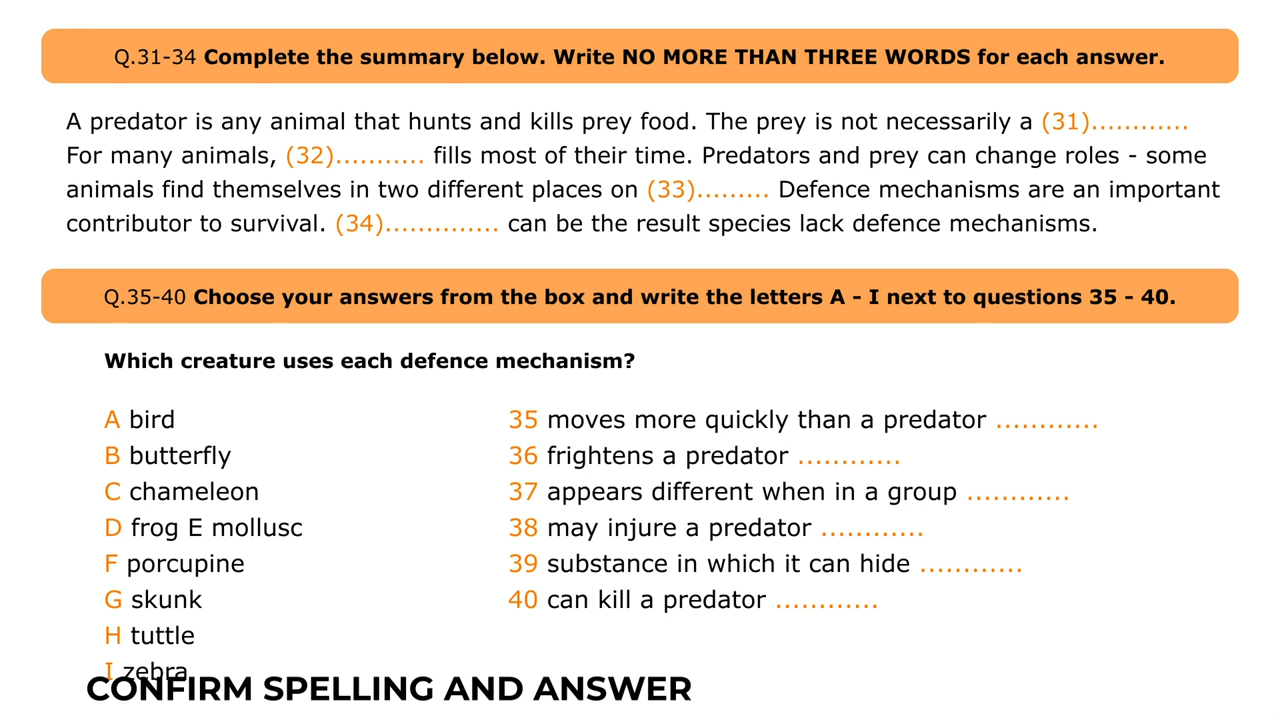 Q.31-34 Complete the summary below. Write NO MORE THAN THREE WORDS for each answer.
A predator is any animal that hunts and kills prey food. The prey is not necessarily a (31)............
For many animals, (32)........... fills most of their time. Predators and prey can change roles - some
animals find themselves in two different places on (33)......... Defence mechanisms are an important
contributor to survival. (34).............. can be the result species lack defence mechanisms.
Q.35-40 Choose your answers from the box and write the letters A - I next to questions 35 - 40.
Which creature uses each defence mechanism?
A bird
B butterfly
C chameleon
D frog E mollusc
F porcupine
G skunk
H tuttle
I zebra
35 moves more quickly than a predator ............
36 frightens a predator ............
37 appears different when in a group ............
38 may injure a predator ............
39 substance in which it can hide ............
40 can kill a predator ............
CONFIRM SPELLING AND ANSWER